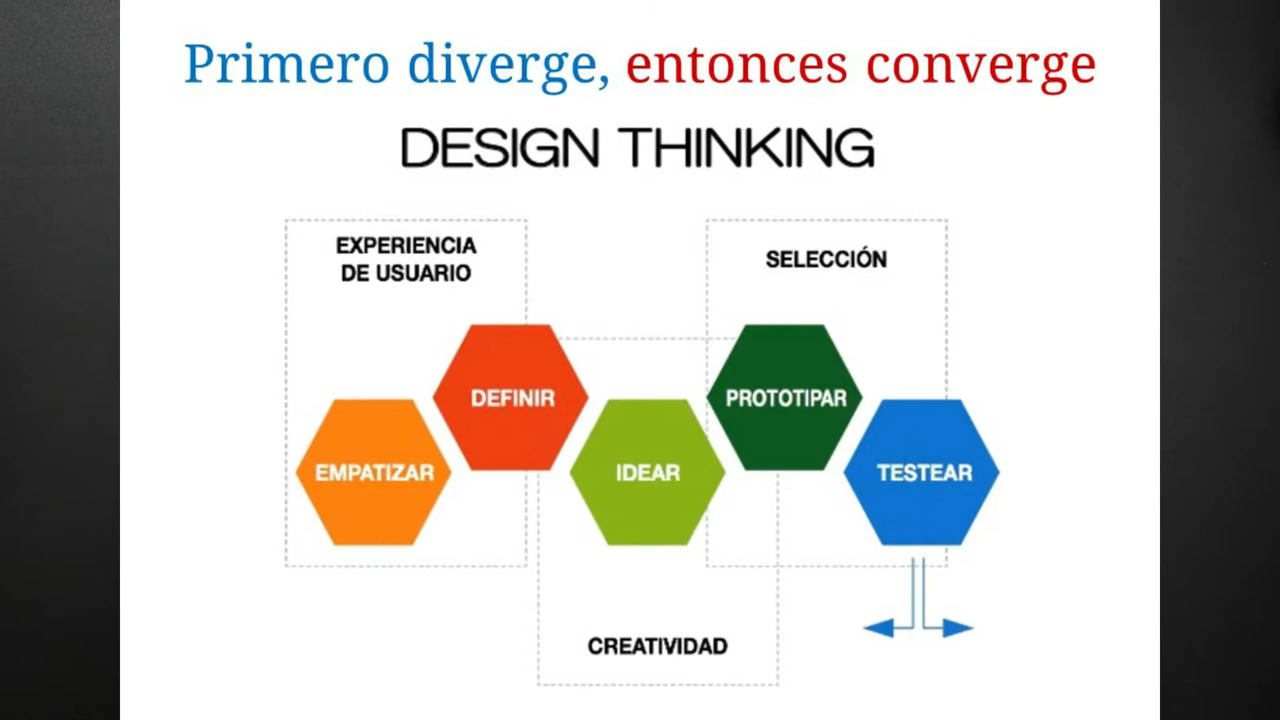 Primero diverge, entonces converge
DESIGN THINKING
EXPERIENCIA
DE USUARIO
SELECCIÓN
DEFINIR
PROTOTIPAR
EMPATIZAR
IDEAR
TESTEAR
CREATIVIDAD